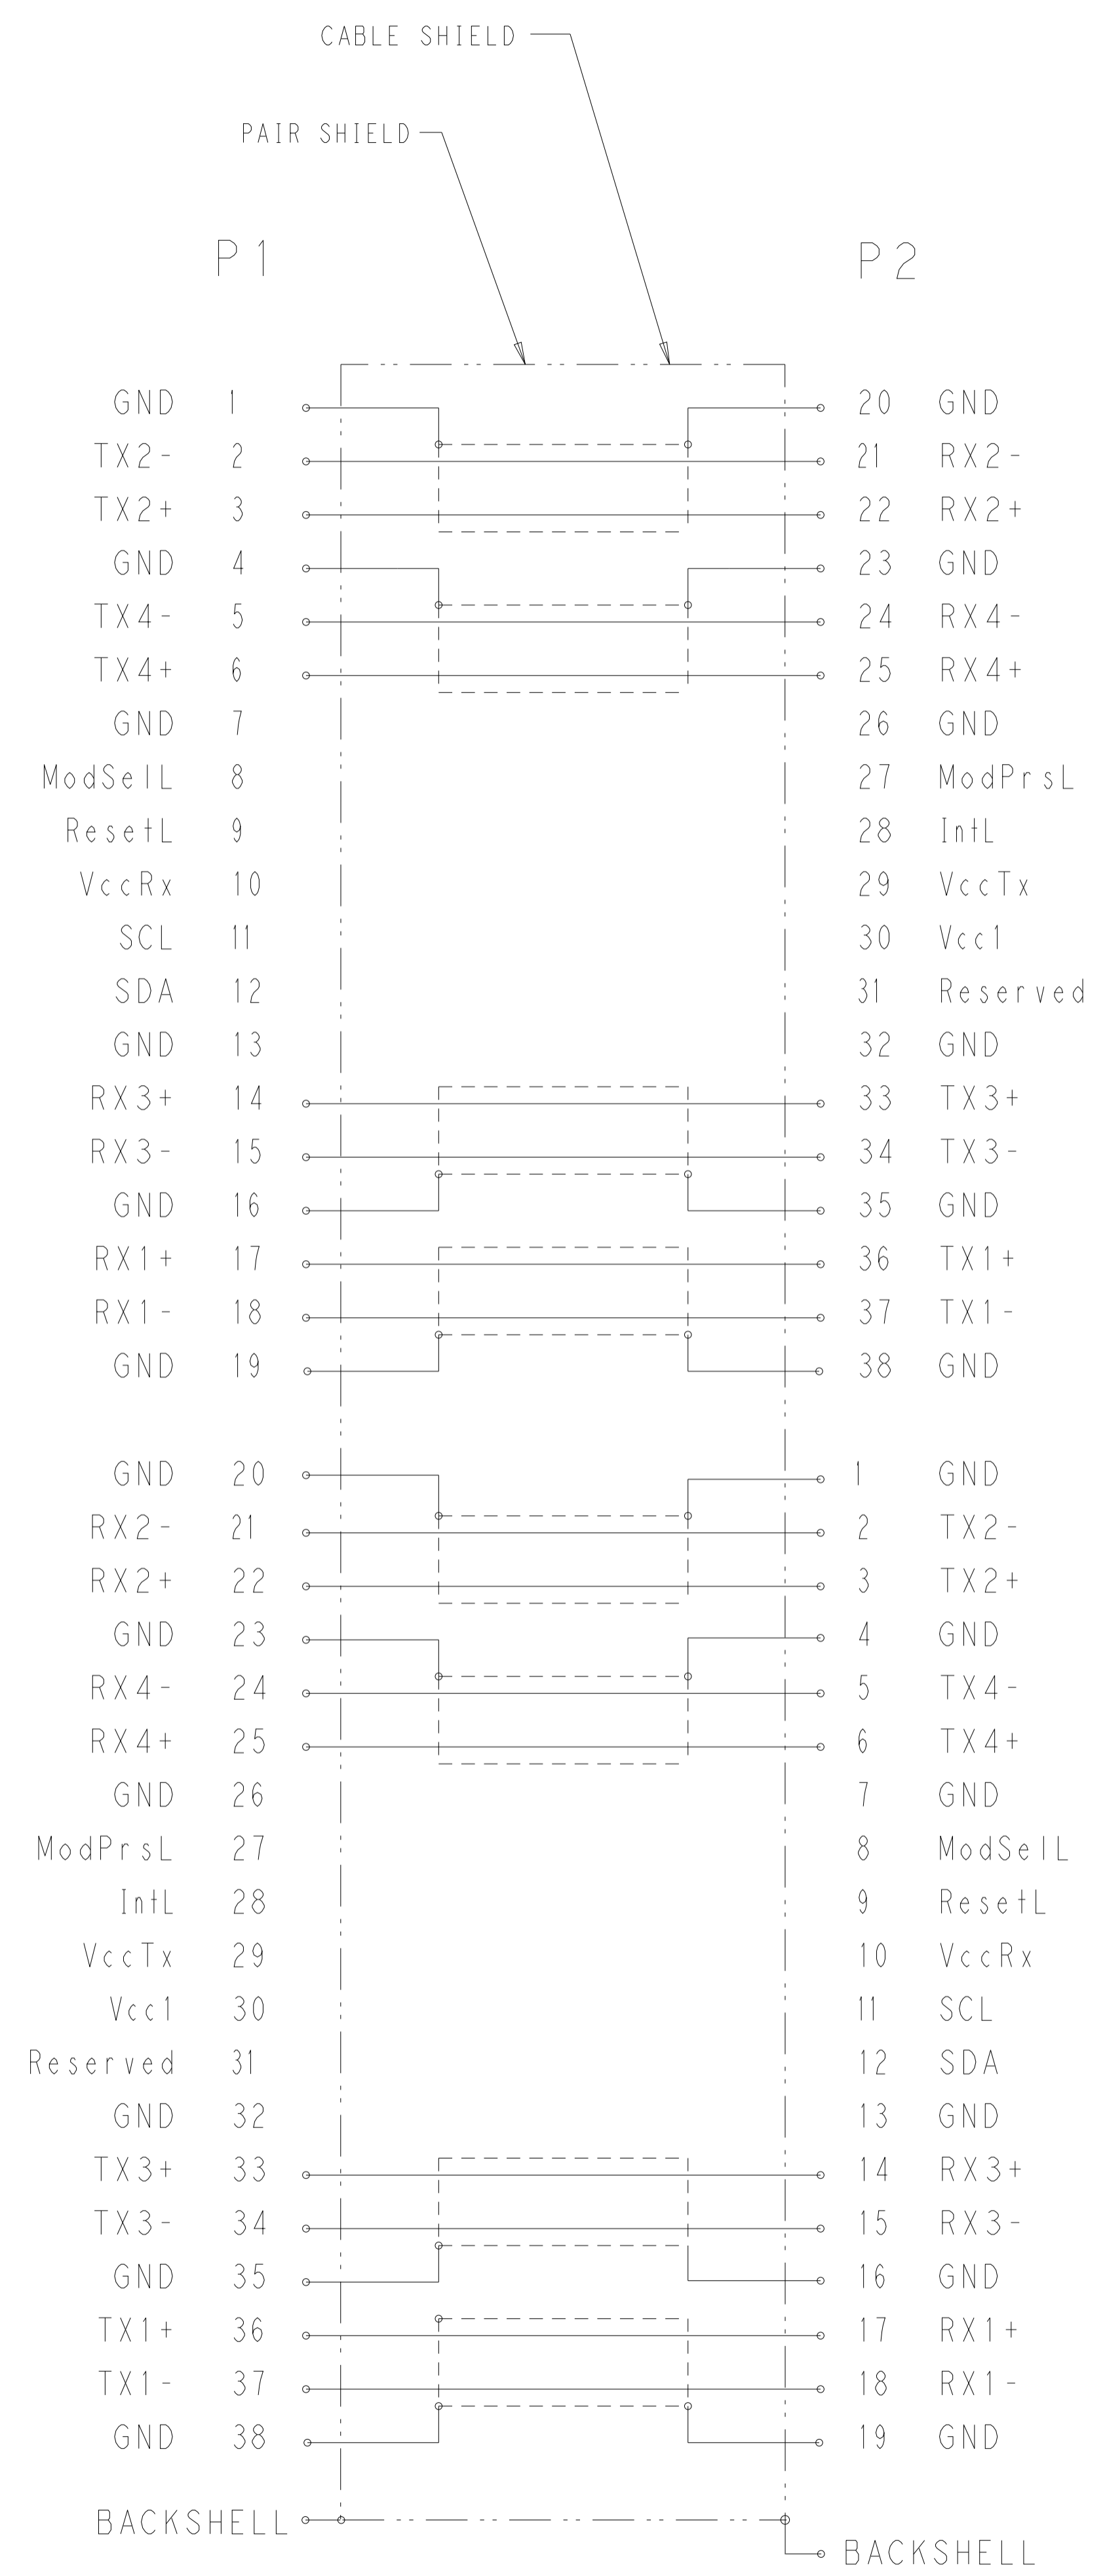 CABLE SHIELD
PAIR SHIELD
P1 P2
GND 1 20 GND
TX2- 2 21 RX2-
TX2+ 3 22 RX2+
GND 4 23 GND
TX4- 5 24 RX4-
TX4+ 6 25 RX4+
GND 7 26 GND
ModSelL 8 27 ModPrsL
ResetL 9 28 IntL
VccRx 10 29 VccTx
SCL 11 30 Vcc1
SDA 12 31 Reserved
GND 13 32 GND
RX3+ 14 33 TX3+
RX3- 15 34 TX3-
GND 16 35 GND
RX1+ 17 36 TX1+
RX1- 18 37 TX1-
GND 19 38 GND
GND 20 1 GND
RX2- 21 2 TX2-
RX2+ 22 3 TX2+
GND 23 4 GND
RX4- 24 5 TX4-
RX4+ 25 6 TX4+
GND 26 7 GND
ModPrsL 27 8 ModSelL
IntL 28 9 ResetL
VccTx 29 10 VccRx
Vcc1 30 11 SCL
Reserved 31 12 SDA
GND 32 13 GND
TX3+ 33 14 RX3+
TX3- 34 15 RX3-
GND 35 16 GND
TX1+ 36 17 RX1+
TX1- 37 18 RX1-
GND 38 19 GND
BACKSHELL
BACKSHELL